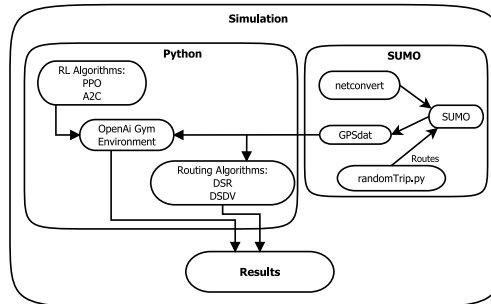 Simulation
Python
RL Algorithms:
PPO
A2C
OpenAi Gym
Environment
Routing Algorithms:
DSR
DSDV
SUMO
netconvert
SUMO
GPSdat
Routes
randomTrip.py
Results